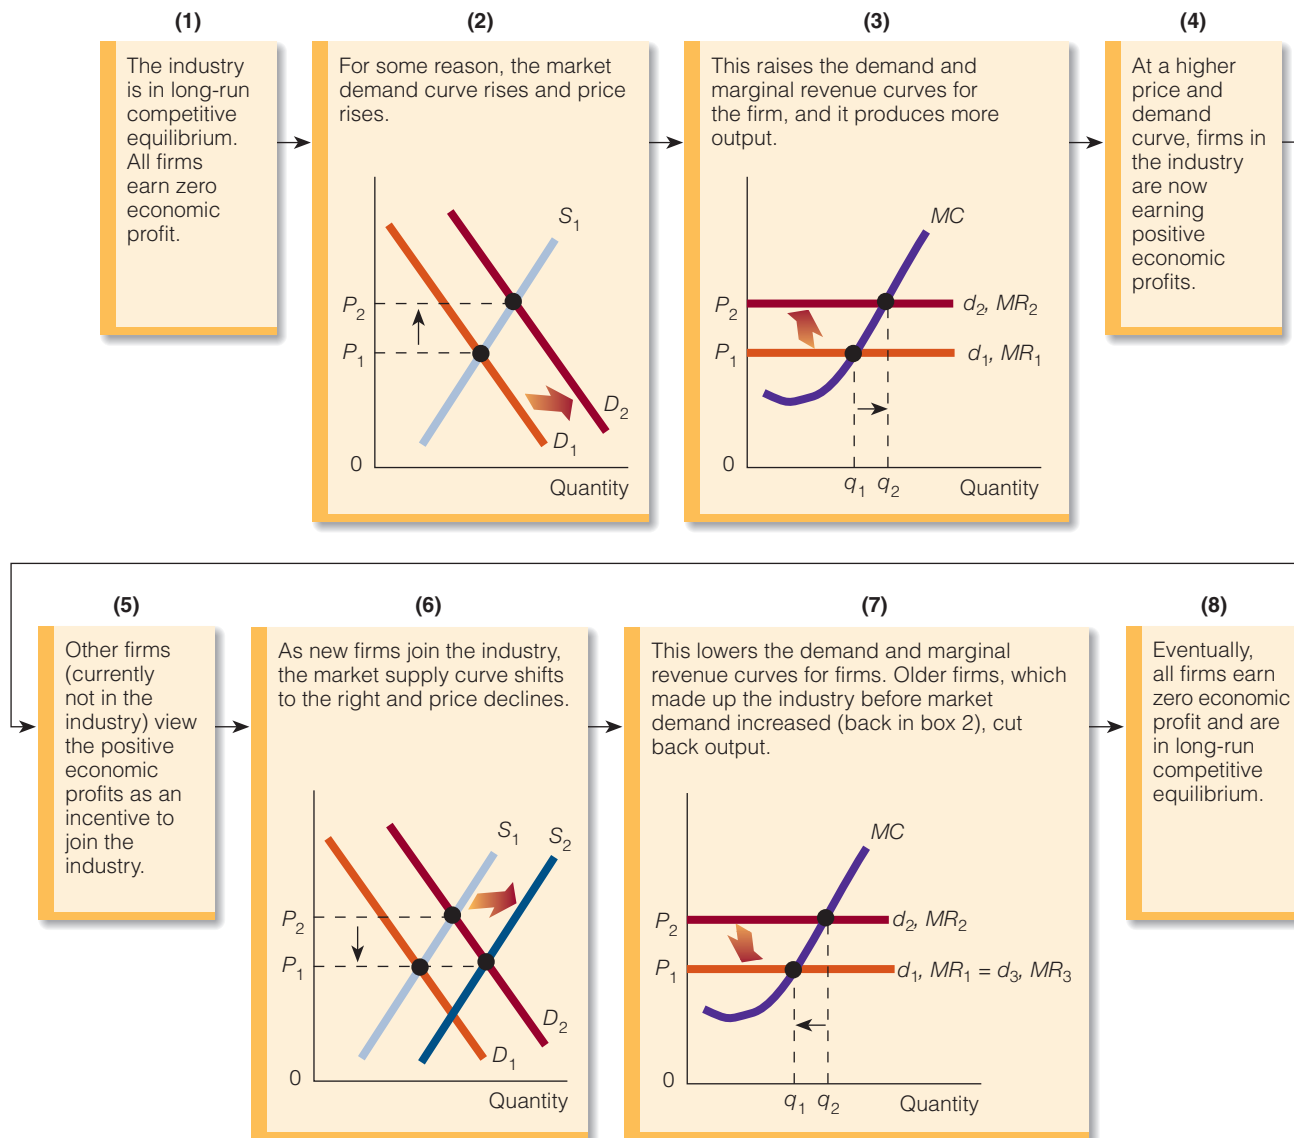 (1)
The industry
is in long-run
competitive
equilibrium.
All firms
earn zero
economic
profit.
(2)
For some reason, the market
demand curve rises and price
rises.
S1
P2
P1
D2
D1
0
Quantity
(3)
This raises the demand and
marginal revenue curves for
the firm, and it produces more
output.
MC
P2
d2, MR2
P1
d1, MR1
0
q1 q2 Quantity
(4)
At a higher
price and
demand
curve, firms in
the industry
are now
earning
positive
economic
profits.
(5)
Other firms
(currently
not in the
industry) view
the positive
economic
profits as an
incentive to
join the
industry.
(6)
As new firms join the industry,
the market supply curve shifts
to the right and price declines.
S1 S2
P2
P1
D2
D1
0
Quantity
(7)
This lowers the demand and marginal
revenue curves for firms. Older firms, which
made up the industry before market
demand increased (back in box 2), cut
back output.
MC
P2
d2, MR2
P1
d1, MR1 = d3, MR3
0
q1 q2 Quantity
(8)
Eventually,
all firms earn
zero economic
profit and are
in long-run
competitive
equilibrium.